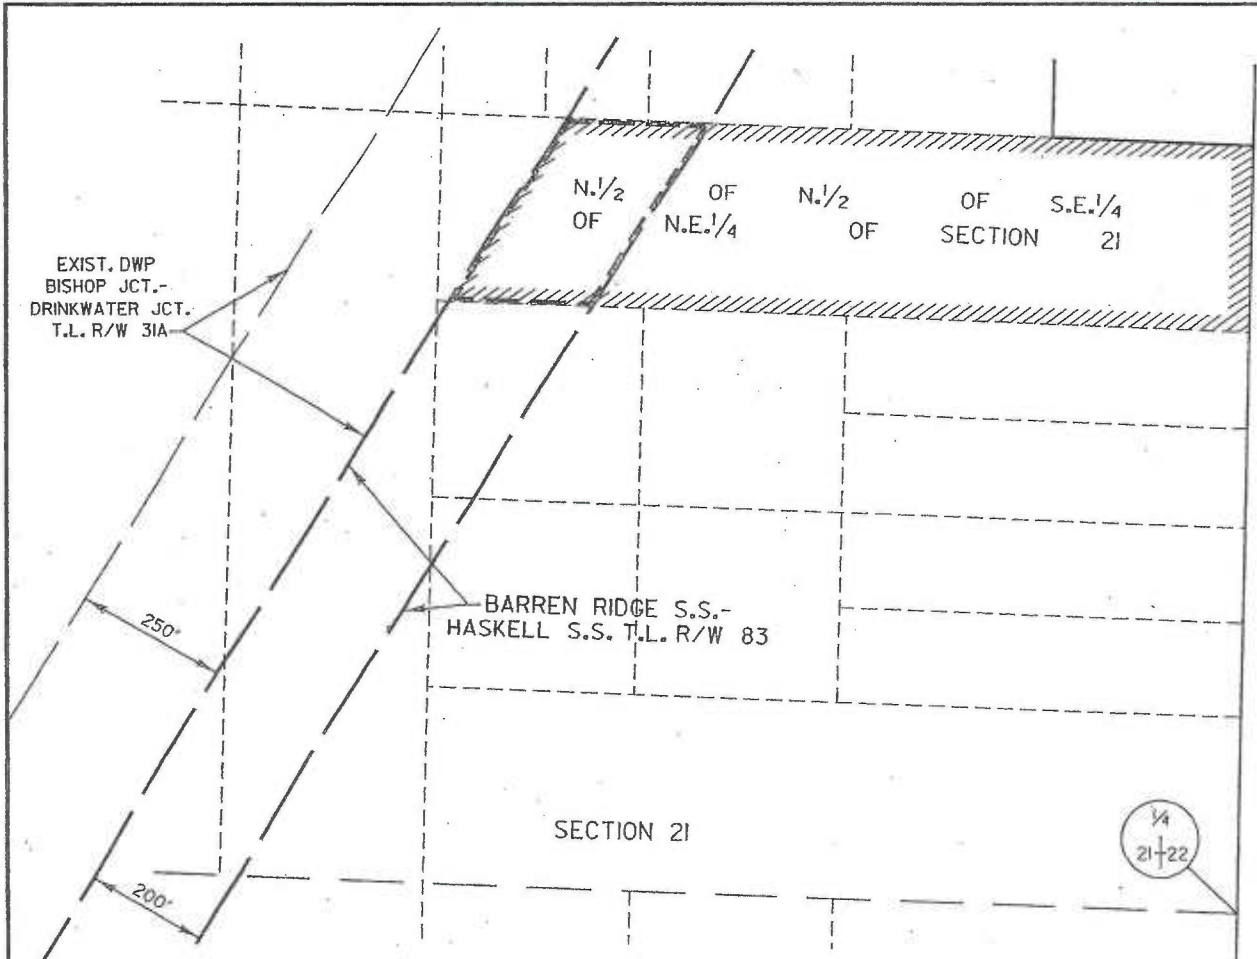 N.1/2 OF N.1/2 OF S.E.1/4
OF N.E.1/4 OF SECTION 21
EXIST. DWP
BISHOP JCT.-
DRINKWATER JCT.
T.L. R/W 31A
250'
BARREN RIDGE S.S.-
HASKELL S.S. T.L. R/W 83
SECTION 21
1/4
21 22
200'